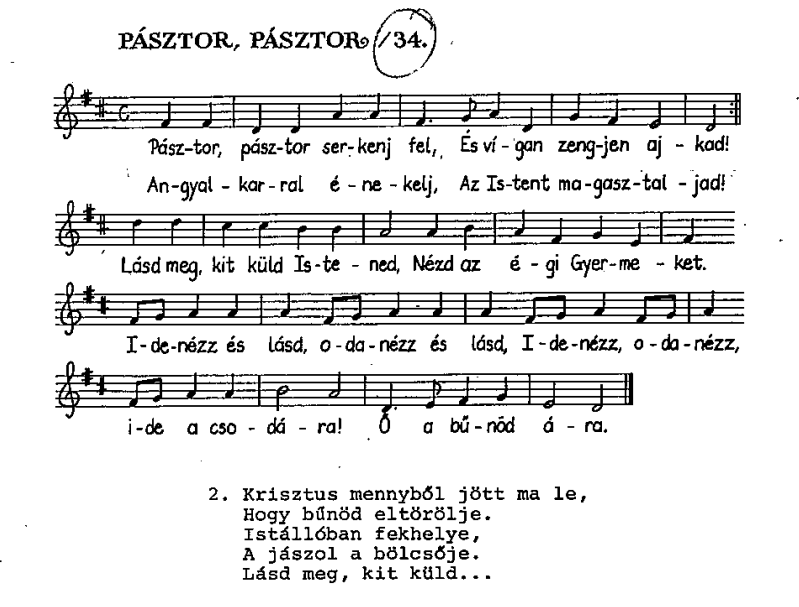 PÁSZTOR, PÁSZTOR /34.
Pász-tor, pász-tor ser-kenj fel, És ví-gan zeng-jen aj-kad!
An-gyal-kar-ral é-ne-kelj, Az Is-tent ma-gasz-tal-jad!
Lásd meg, kit küld Is-te-ned, Nézd az é-gi Gyer-me-ket.
I-de-nézz és lásd, o-da-nézz és lásd, I-de-nézz, o-da-nézz,
i-de a cso-dá-ra! Ő a bű-nöd á-ra.
2. Krisztus mennyből jött ma le,
Hogy bűnöd eltörölje.
Istállóban fekhelye,
A jászol a bölcsője.
Lásd meg, kit küld...